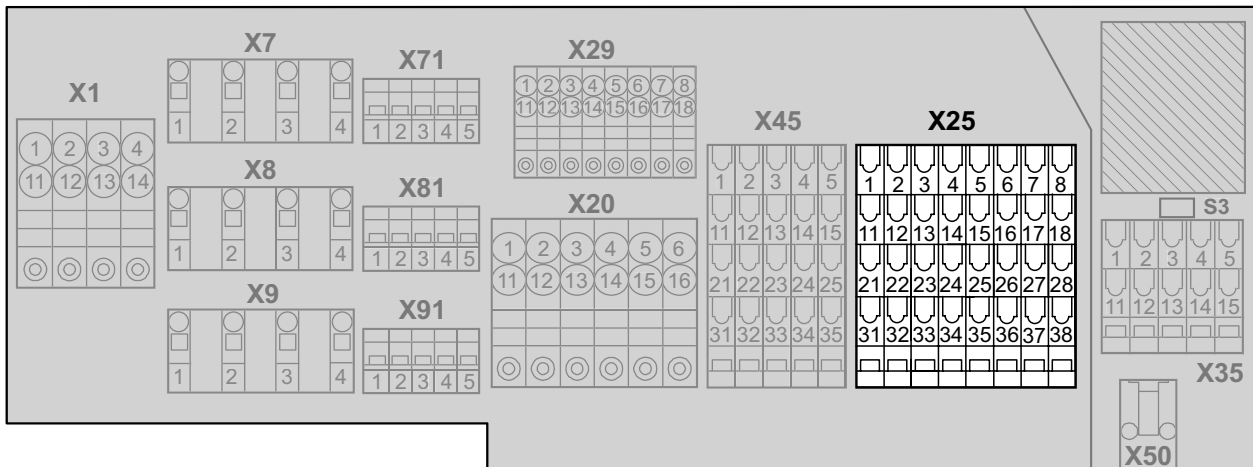 X1
1 2 3 4
11 12 13 14
X7
1 2 3 4
X8
1 2 3 4
X9
1 2 3 4
X71
1 2 3 4 5
X81
1 2 3 4 5
X91
1 2 3 4 5
X29
1 2 3 4 5 6 7 8
11 12 13 14 15 16 17 18
X20
1 2 3 4 5 6
11 12 13 14 15 16
X45
1 2 3 4 5
11 12 13 14 15
21 22 23 24 25
31 32 33 34 35
X25
1 2 3 4 5 6 7 8
11 12 13 14 15 16 17 18
21 22 23 24 25 26 27 28
31 32 33 34 35 36 37 38
S3
1 2 3 4 5
11 12 13 14 15
X35
X50